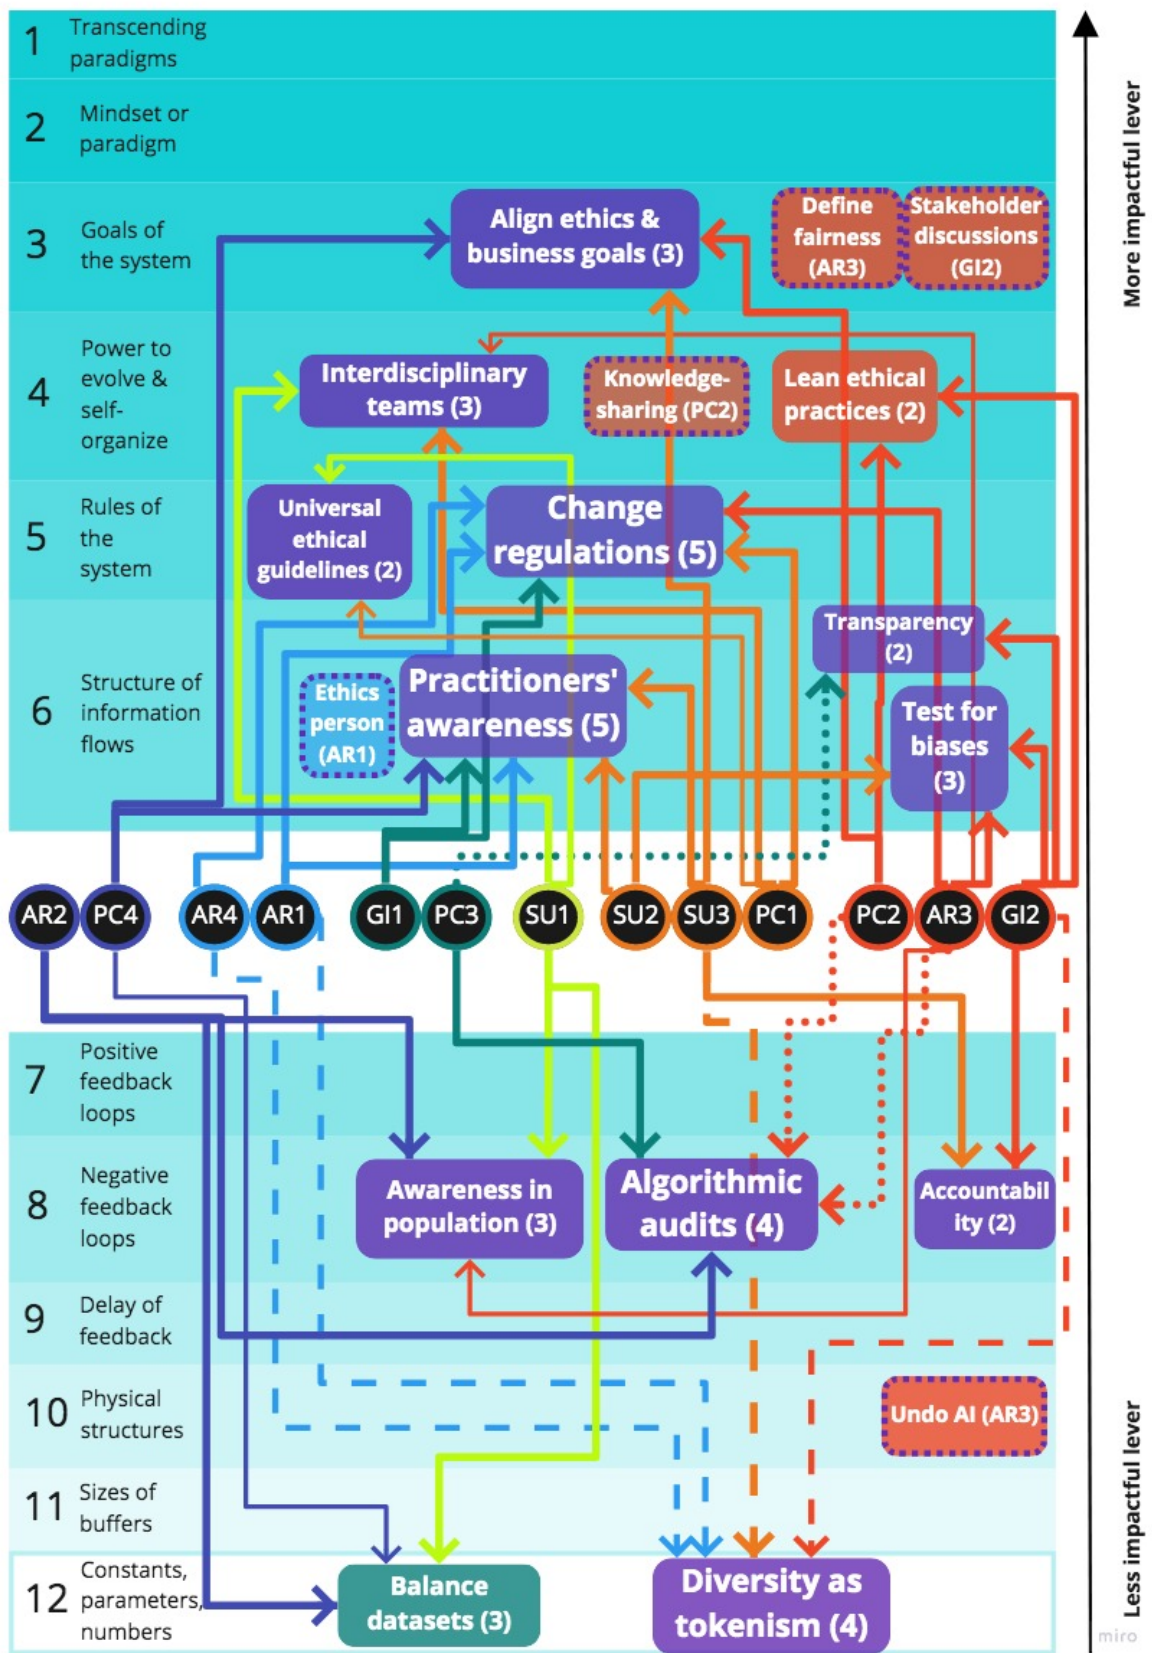 1 Transcending
paradigms
2 Mindset or
paradigm
3 Goals of
the system
Align ethics &
business goals (3)
Define
fairness
(AR3)
Stakeholder
discussions
(GI2)
4 Power to
evolve &
self-
organize
Interdisciplinary
teams (3)
Knowledge-
sharing (PC2)
Lean ethical
practices (2)
5 Rules of
the
system
Universal
ethical
guidelines (2)
Change
regulations (5)
6 Structure of
information
flows
Ethics
person
(AR1)
Practitioners'
awareness (5)
Transparency
(2)
Test for
biases
(3)
AR2 PC4 AR4 AR1 GI1 PC3 SU1 SU2 SU3 PC1 PC2 AR3 GI2
7 Positive
feedback
loops
8 Negative
feedback
loops
Awareness in
population (3)
Algorithmic
audits (4)
Accountabil
ity (2)
9 Delay of
feedback
10 Physical
structures
Undo AI (AR3)
11 Sizes of
buffers
12 Constants,
parameters,
numbers
Balance
datasets (3)
Diversity as
tokenism (4)
More impactful lever
Less impactful lever
miro